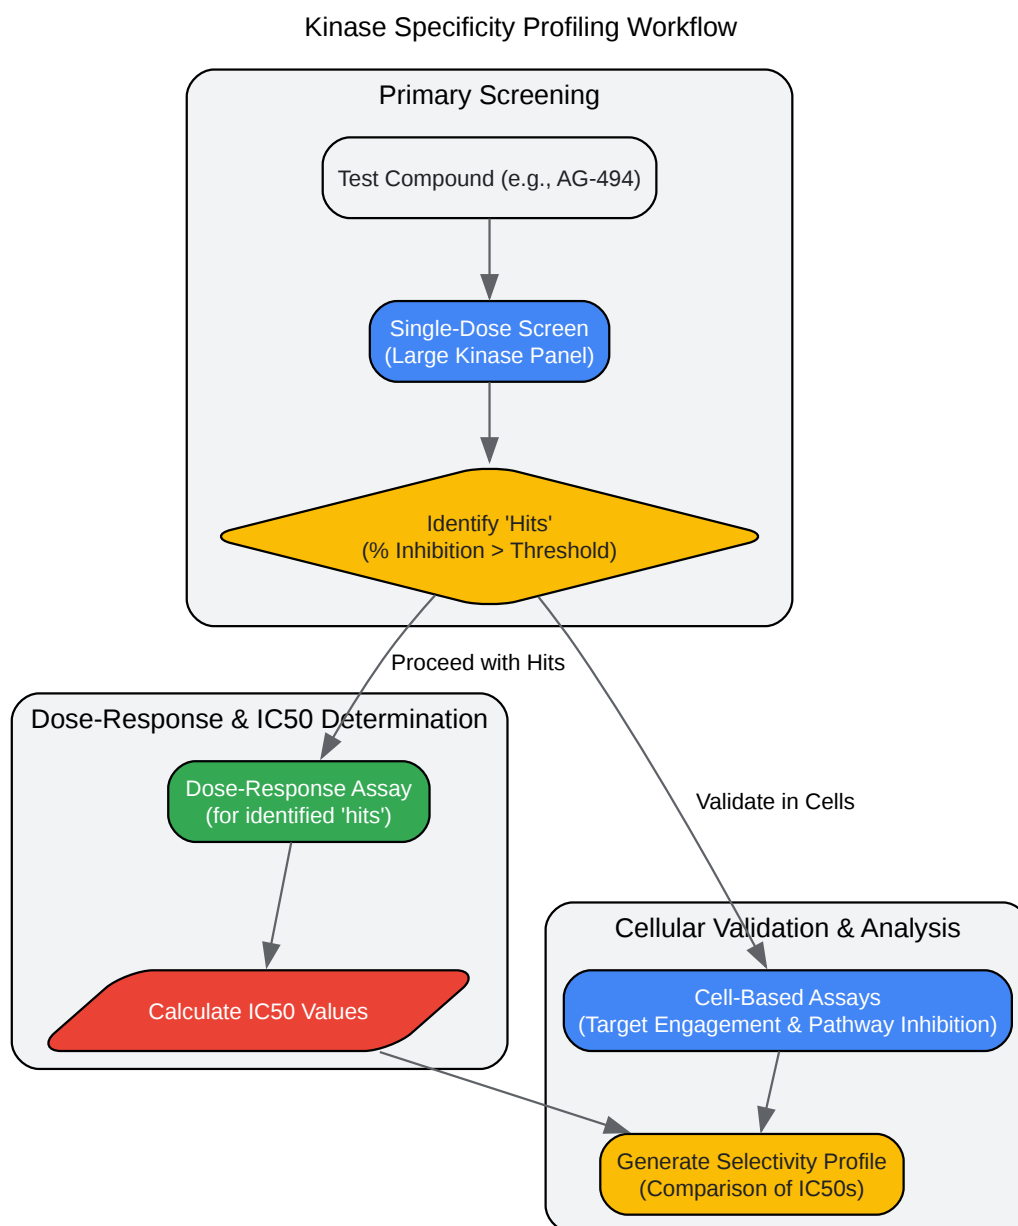 Kinase Specificity Profiling Workflow
Primary Screening
Test Compound (e.g., AG-494)
Single-Dose Screen
(Large Kinase Panel)
Identify 'Hits'
(% Inhibition > Threshold)
Proceed with Hits
Dose-Response & IC50 Determination
Dose-Response Assay
(for identified 'hits')
Validate in Cells
Calculate IC50 Values
Cellular Validation & Analysis
Cell-Based Assays
(Target Engagement & Pathway Inhibition)
Generate Selectivity Profile
(Comparison of IC50s)